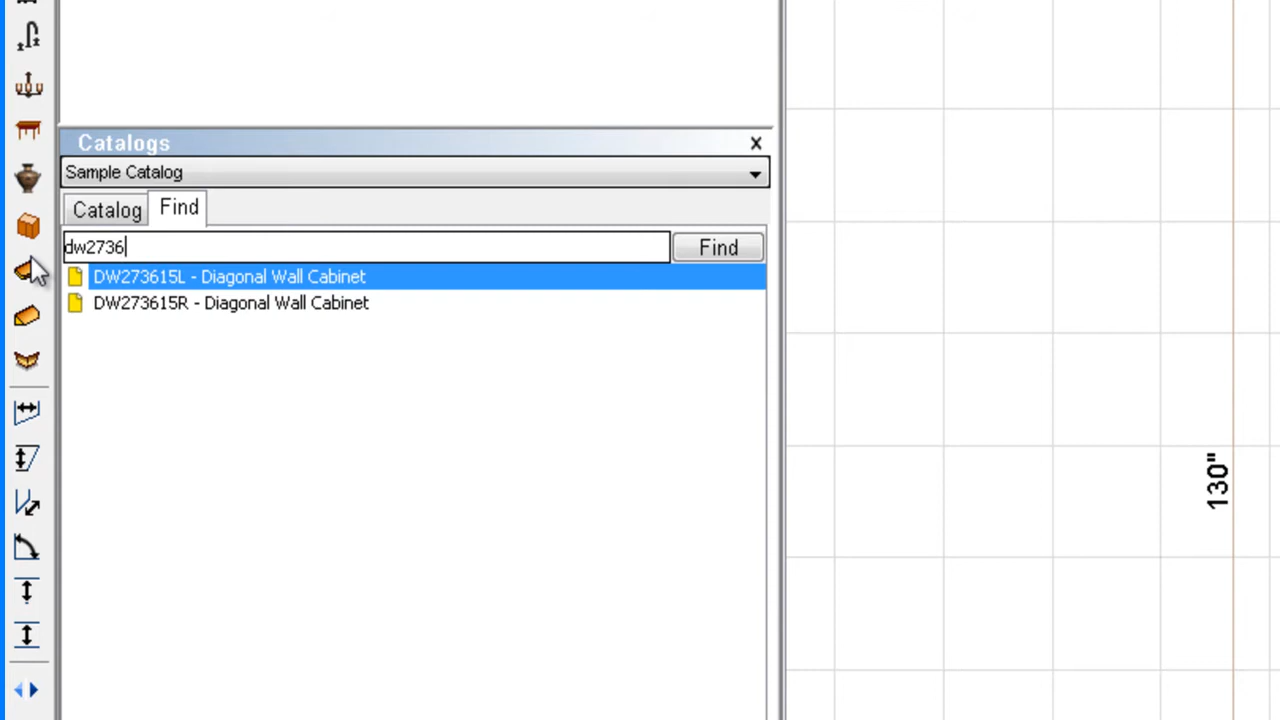 Catalogs
X
Sample Catalog
Catalog
Find
dw2736
Find
DW273615L - Diagonal Wall Cabinet
DW273615R - Diagonal Wall Cabinet
130"